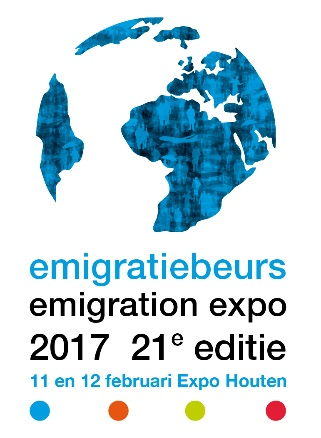 emigratiebeurs
emigration expo
2017 21e editie
11 en 12 februari Expo Houten